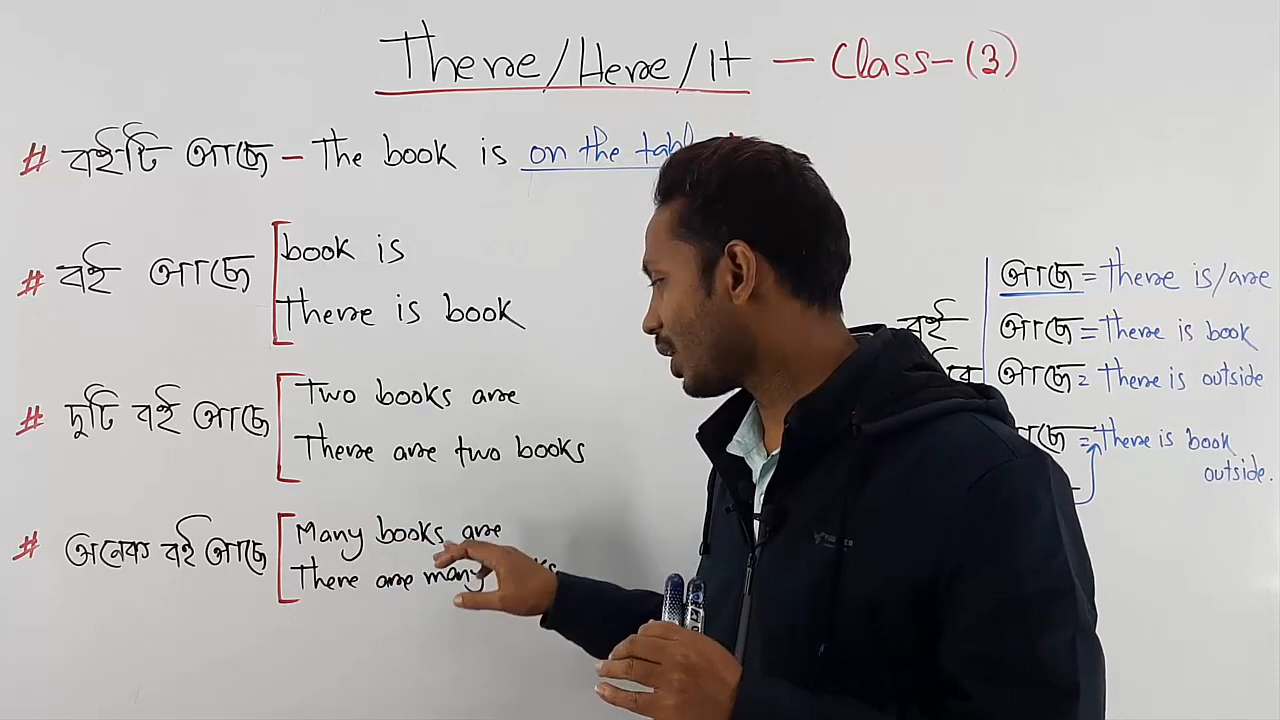 There/Here/It — Class-(3)
# বইটি আছে – The book is on the
# বই আছে
book is
there is book
# দুটি বই আছে
Two books are
There are two books
# অনেক বই আছে
Many books are
There are many
বই
আছে = there is/are
আছে = there is book
আছে = there is outside
= there is book
outside.